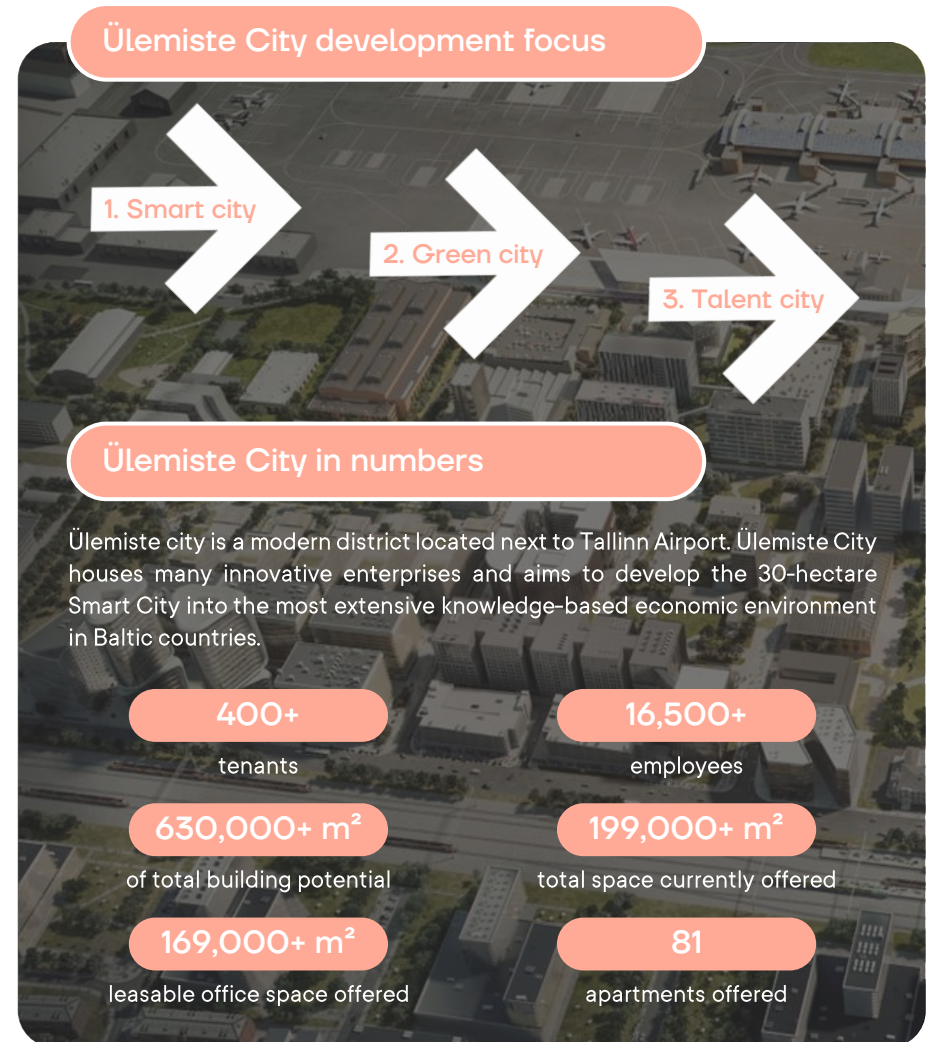 Ülemiste City development focus
1. Smart city
2. Green city
3. Talent city
Ülemiste City in numbers
Ülemiste city is a modern district located next to Tallinn Airport. Ülemiste City
houses many innovative enterprises and aims to develop the 30-hectare
Smart City into the most extensive knowledge-based economic environment
in Baltic countries.
400+
tenants
16,500+
employees
630,000+ m²
of total building potential
199,000+ m²
total space currently offered
169,000+ m²
leasable office space offered
81
apartments offered